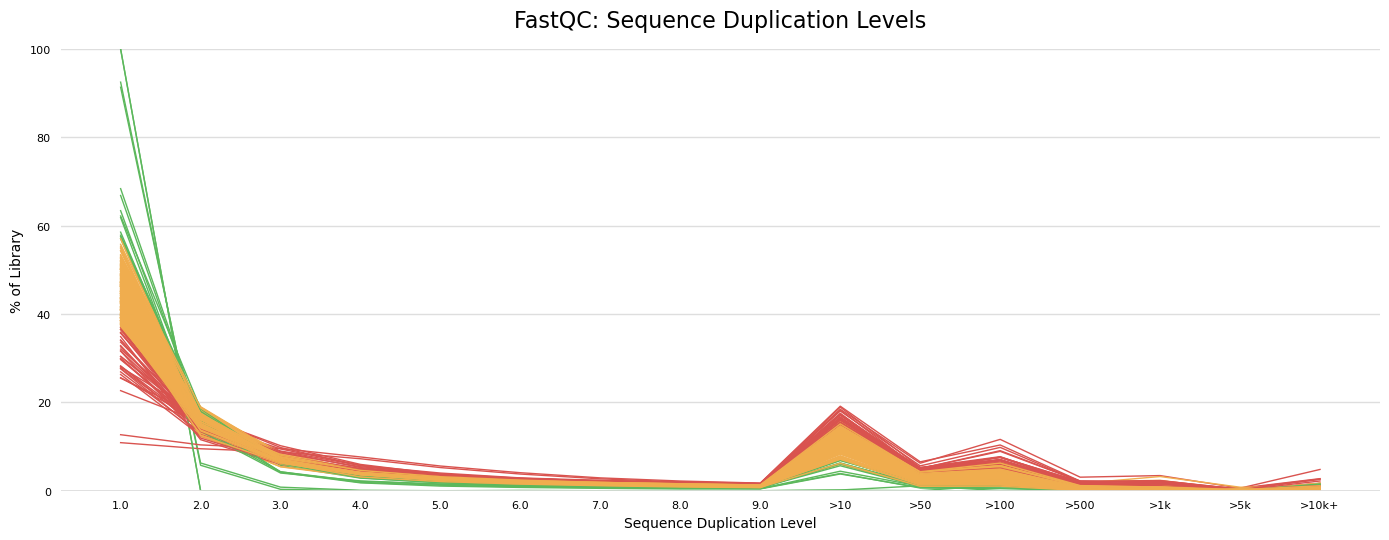 FastQC: Sequence Duplication Levels
100
80
60
40
20
0
% of Library
1.0 2.0 3.0 4.0 5.0 6.0 7.0 8.0 9.0 >10 >50 >100 >500 >1k >5k >10k+
Sequence Duplication Level